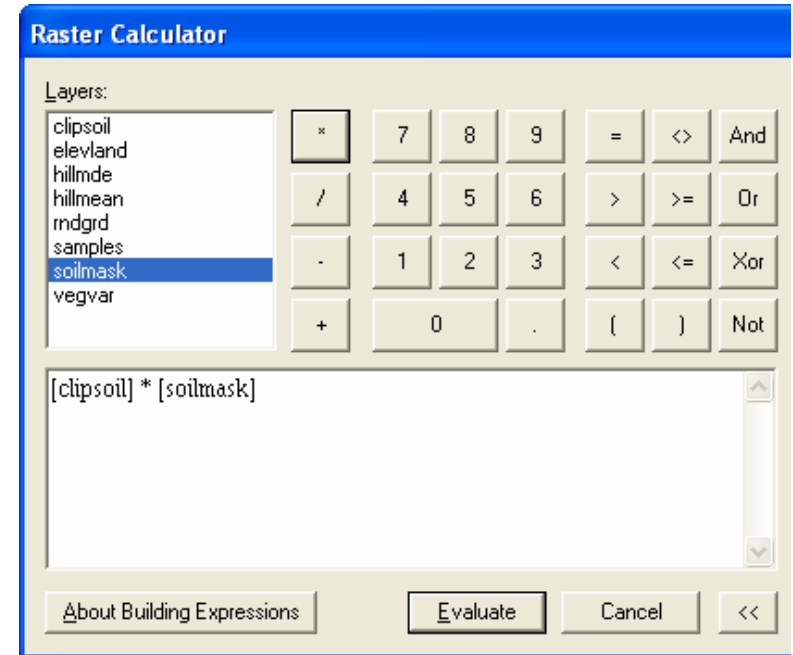 Raster Calculator
Layers:
clipsoil
elevland
hillmde
hillmean
rndgrd
samples
soilmask
vegvar
* 7 8 9 = <> And
/ 4 5 6 > >= Or
- 1 2 3 < <= Xor
+ 0 . ( ) Not
[clipsoil] * [soilmask]
About Building Expressions Evaluate Cancel <<